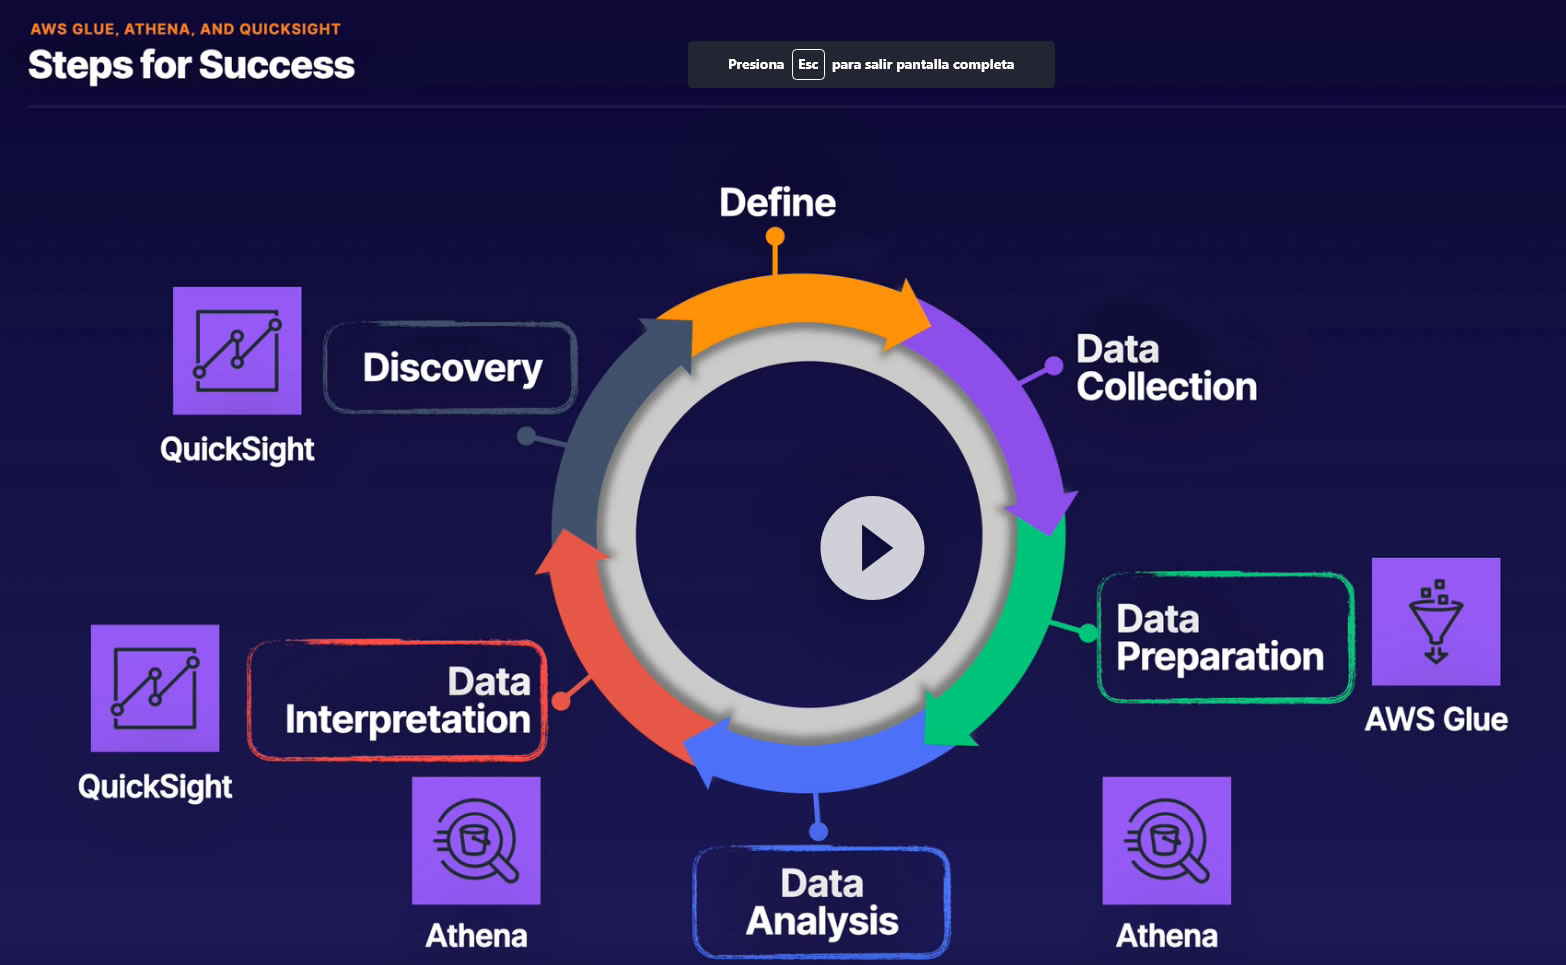 AWS GLUE, ATHENA, AND QUICKSIGHT
Steps for Success
Presiona Esc para salir pantalla completa
Define
Data
Collection
Data
Preparation
AWS Glue
Athena
Data
Analysis
Athena
Data
Interpretation
QuickSight
Discovery
QuickSight